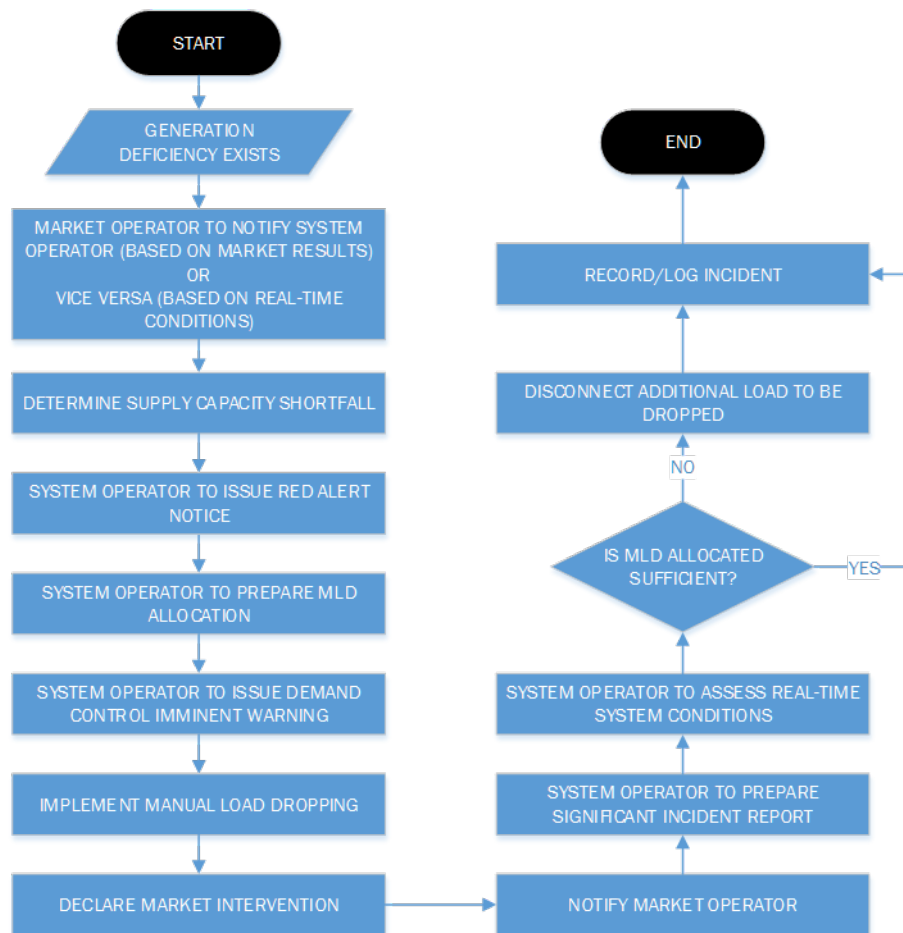 START
GENERATION
DEFICIENCY EXISTS
MARKET OPERATOR TO NOTIFY SYSTEM
OPERATOR (BASED ON MARKET RESULTS)
OR
VICE VERSA (BASED ON REAL-TIME
CONDITIONS)
DETERMINE SUPPLY CAPACITY SHORTFALL
SYSTEM OPERATOR TO ISSUE RED ALERT
NOTICE
SYSTEM OPERATOR TO PREPARE MLD
ALLOCATION
SYSTEM OPERATOR TO ISSUE DEMAND
CONTROL IMMINENT WARNING
IMPLEMENT MANUAL LOAD DROPPING
DECLARE MARKET INTERVENTION
NOTIFY MARKET OPERATOR
SYSTEM OPERATOR TO PREPARE
SIGNIFICANT INCIDENT REPORT
SYSTEM OPERATOR TO ASSESS REAL-TIME
SYSTEM CONDITIONS
IS MLD ALLOCATED
SUFFICIENT?
YES
NO
DISCONNECT ADDITIONAL LOAD TO BE
DROPPED
RECORD/LOG INCIDENT
END